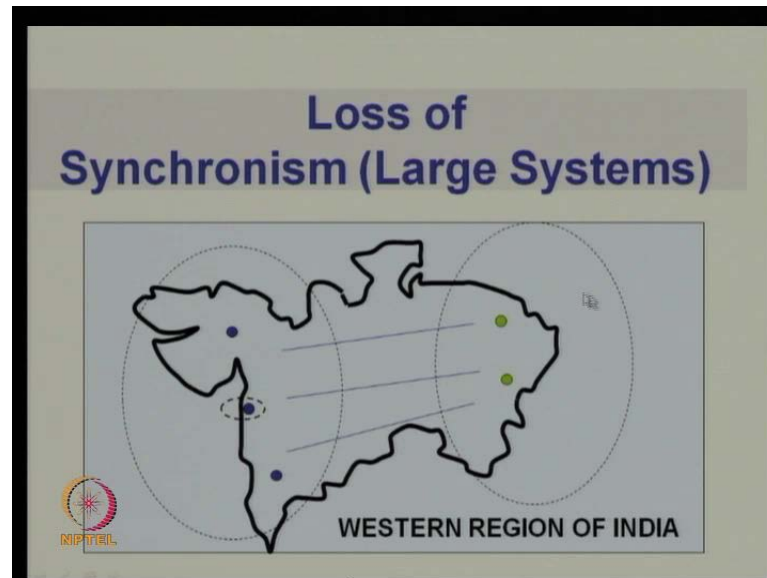 Loss of
Synchronism (Large Systems)
WESTERN REGION OF INDIA
NPTEL